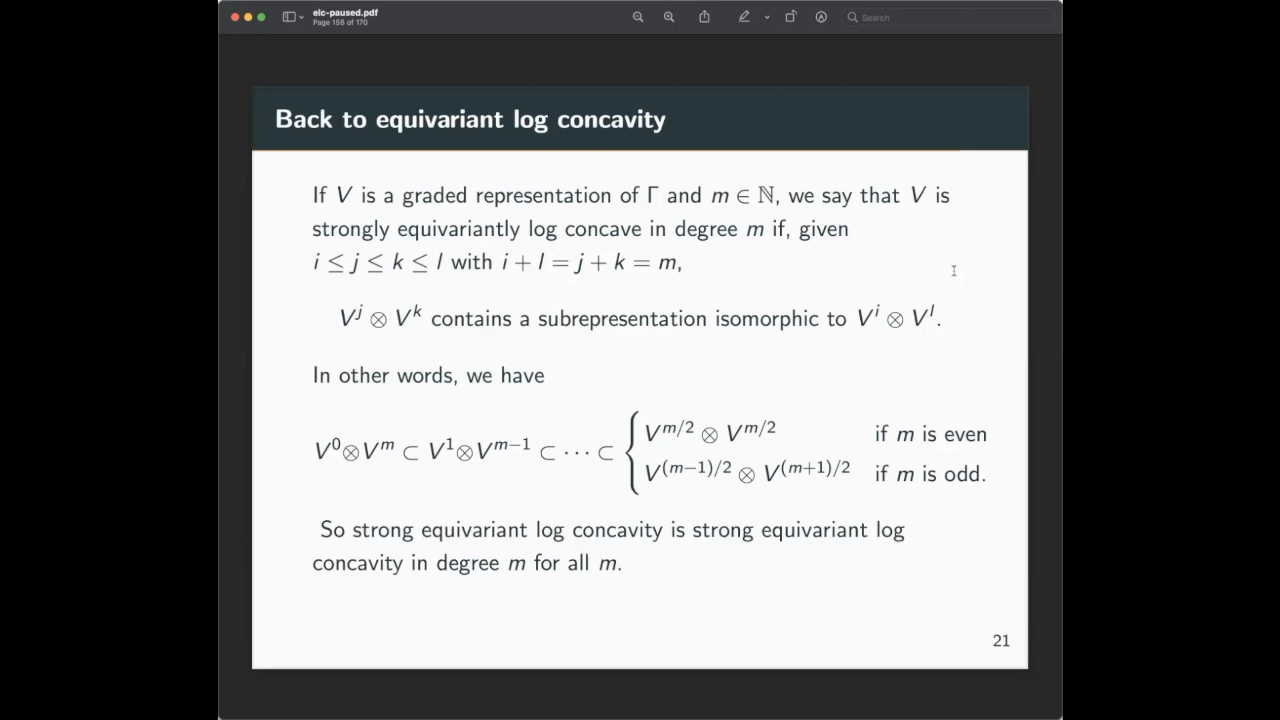 elc-paused.pdf
Page 155 of 170
Search
Back to equivariant log concavity
If V is a graded representation of Γ and m ∈ ℕ, we say that V is
strongly equivariantly log concave in degree m if, given
i ≤ j ≤ k ≤ l with i + l = j + k = m,
V^j ⊗ V^k contains a subrepresentation isomorphic to V^i ⊗ V^l.
In other words, we have
V^0 ⊗ V^m ⊂ V^1 ⊗ V^{m−1} ⊂ ⋯ ⊂ {
V^{m/2} ⊗ V^{m/2} if m is even
V^{(m−1)/2} ⊗ V^{(m+1)/2} if m is odd.
So strong equivariant log concavity is strong equivariant log
concavity in degree m for all m.
21